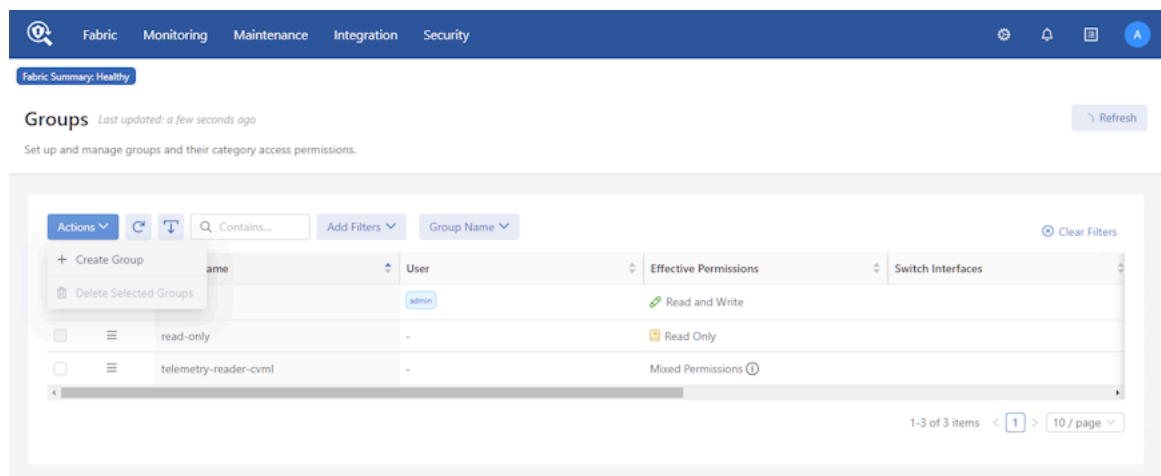 Fabric Monitoring Maintenance Integration Security A
Fabric Summary: Healthy
Groups Last updated: a few seconds ago Refresh
Set up and manage groups and their category access permissions.
Actions Contains... Add Filters Group Name Clear Filters
Create Group
ame User Effective Permissions Switch Interfaces
Delete Selected Groups
admin Read and Write
read-only - Read Only
telemetry-reader-cvml - Mixed Permissions
1-3 of 3 items < 1 > 10 / page